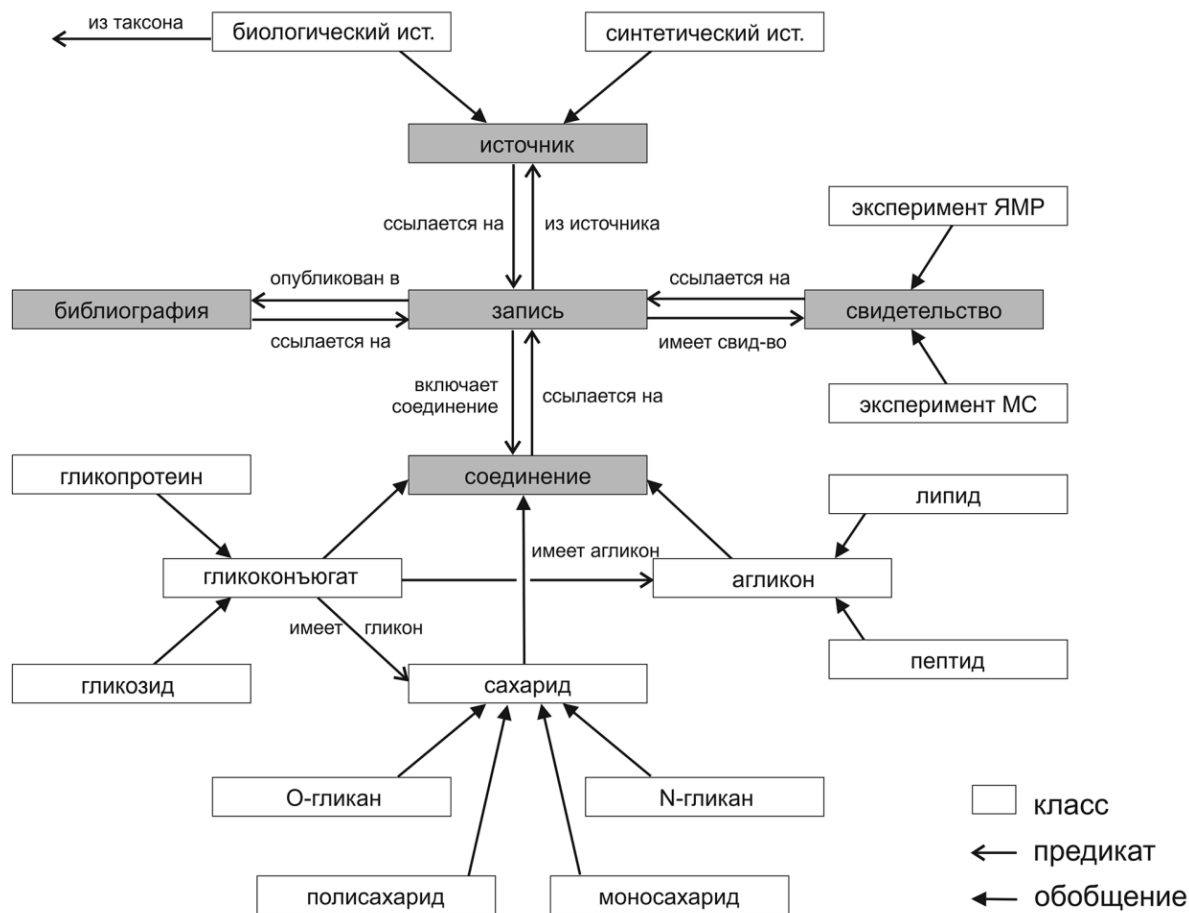 из таксона
биологический ист.
синтетический ист.
источник
ссылается на
из источника
эксперимент ЯМР
опубликован в
ссылается на
библиография
запись
свидетельство
ссылается на
имеет свид-во
включает
соединение
ссылается на
эксперимент МС
гликопротеин
соединение
липид
имеет агликон
гликоконъюгат
агликон
имеет гликон
гликозид
сахарид
пептид
О-гликан
N-гликан
класс
предикат
полисахарид
моносахарид
обобщение